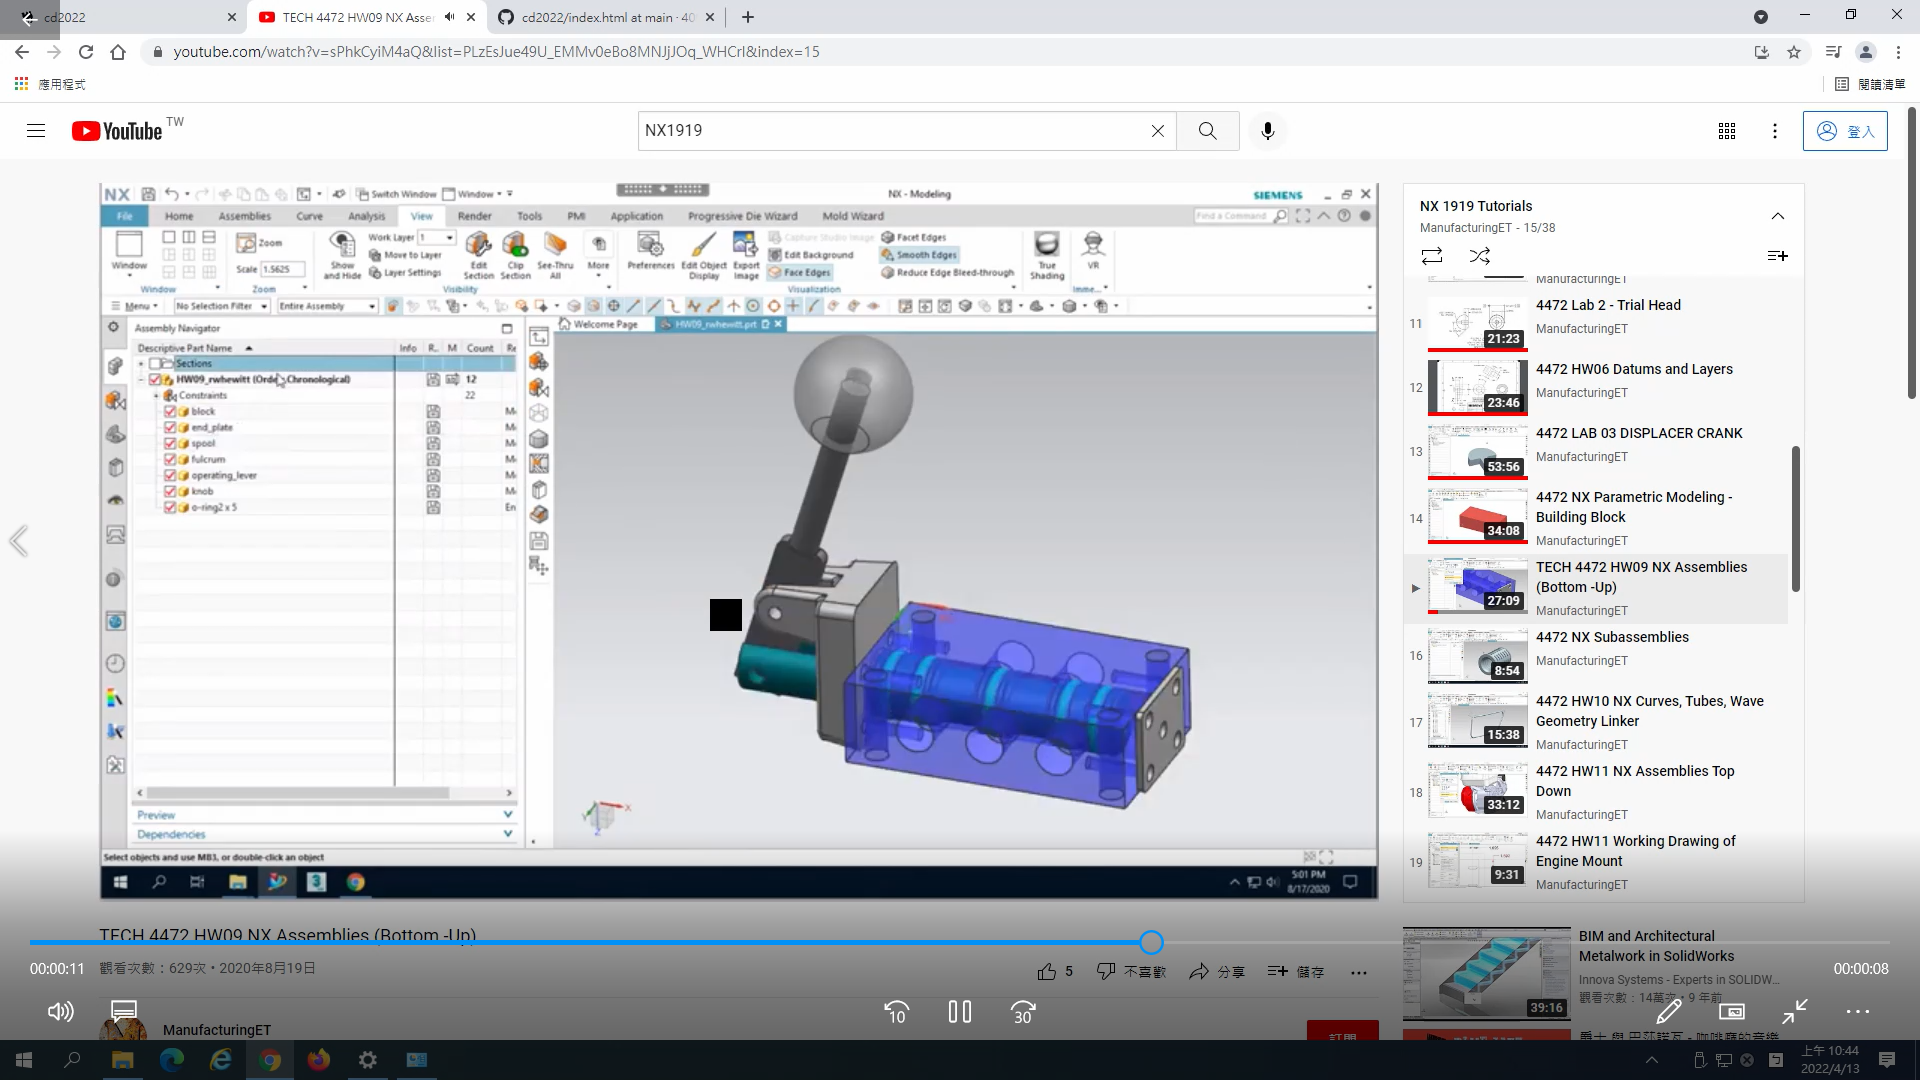 cd2022
TECH 4472 HW09 NX Asser
cd2022/index.html at main · 40
youtube.com/watch?v=sPhkCyiM4aQ&list=PLzEsJue49U_EMMv0eBo8MNJjJOq_WHCrl&index=15
應用程式
閱讀清單
YouTube TW
NX1919
登入
NX
Switch Window
Window
NX - Modeling
SIEMENS
File Home Assemblies Curve Analysis View Render Tools PMI Application Progressive Die Wizard Mold Wizard
Find a Command
Window
Zoom
Scale 1.5625
Show and Hide
Work Layer 1
Move to Layer
Layer Settings
Edit Section
Clip Section
See-Thru All
More
Preferences
Edit Object Display
Export Image
Capture Studio Image
Edit Background
Face Edges
Facet Edges
Smooth Edges
Reduce Edge Bleed-through
True Shading
VR
Window Zoom Visibility Visualization Imme...
Menu
No Selection Filter
Entire Assembly
Assembly Navigator
Welcome Page
HW09_rwhewitt.prt
Descriptive Part Name Info R.. M Count Re
Sections
HW09_rwhewitt (Order: Chronological) 12
Constraints 22
block M
end_plate M
spool M
fulcrum M
operating_lever M
knob M
o-ring2 x 5 En
Preview
Dependencies
X
Z
Select objects and use MB3, or double-click an object
5:01 PM
8/17/2020
NX 1919 Tutorials
ManufacturingET - 15/38
ManufacturingET
11
21:23
4472 Lab 2 - Trial Head
ManufacturingET
12
23:46
4472 HW06 Datums and Layers
ManufacturingET
13
53:56
4472 LAB 03 DISPLACER CRANK
ManufacturingET
14
34:08
4472 NX Parametric Modeling -
Building Block
ManufacturingET
27:09
TECH 4472 HW09 NX Assemblies
(Bottom -Up)
ManufacturingET
16
8:54
4472 NX Subassemblies
ManufacturingET
17
15:38
4472 HW10 NX Curves, Tubes, Wave
Geometry Linker
ManufacturingET
18
33:12
4472 HW11 NX Assemblies Top
Down
ManufacturingET
19
9:31
4472 HW11 Working Drawing of
Engine Mount
ManufacturingET
TECH 4472 HW09 NX Assemblies (Bottom -Up)
00:00:11
觀看次數：629次 • 2020年8月19日
5
不喜歡
分享
儲存
00:00:08
BIM and Architectural
Metalwork in SolidWorks
Innova Systems - Experts in SOLIDW...
觀看次數：14萬次 • 9 年前
39:16
10
30
ManufacturingET
訂閱
上午 10:44
2022/4/13